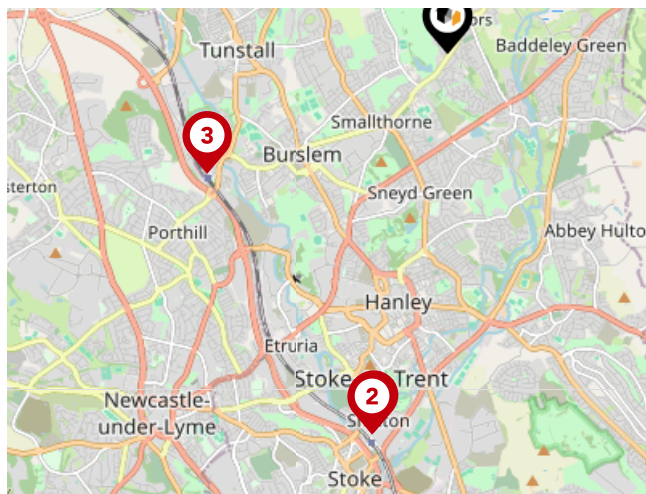 ors
Baddeley Green
Tunstall
Smallthorne
3
Burslem
sterton
Sneyd Green
Porthill
Abbey Hulto
Hanley
Etruria
Stoke Trent
2
Newcastle-
under-Lyme
Stoke